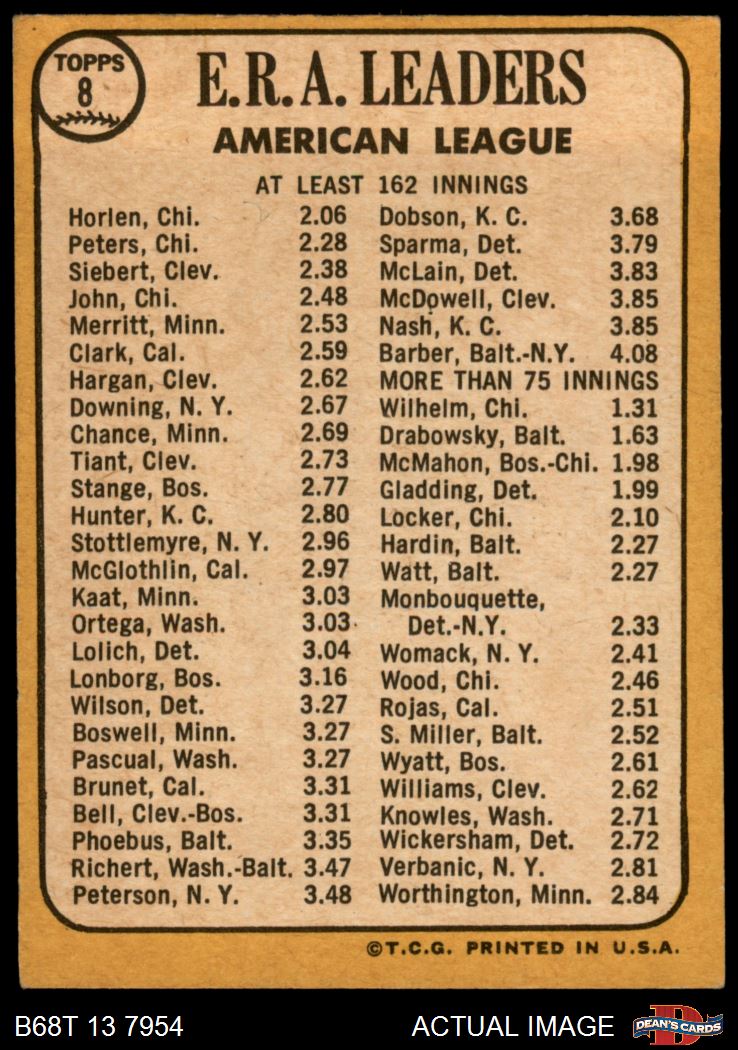 TOPPS
8
E.R.A. LEADERS
AMERICAN LEAGUE
AT LEAST 162 INNINGS
Horlen, Chi. 2.06
Peters, Chi. 2.28
Siebert, Clev. 2.38
John, Chi. 2.48
Merritt, Minn. 2.53
Clark, Cal. 2.59
Hargan, Clev. 2.62
Downing, N. Y. 2.67
Chance, Minn. 2.69
Tiant, Clev. 2.73
Stange, Bos. 2.77
Hunter, K. C. 2.80
Stottlemyre, N. Y. 2.96
McGlothlin, Cal. 2.97
Kaat, Minn. 3.03
Ortega, Wash. 3.03
Lolich, Det. 3.04
Lonborg, Bos. 3.16
Wilson, Det. 3.27
Boswell, Minn. 3.27
Pascual, Wash. 3.27
Brunet, Cal. 3.31
Bell, Clev.-Bos. 3.31
Phoebus, Balt. 3.35
Richert, Wash.-Balt. 3.47
Peterson, N. Y. 3.48
Dobson, K. C. 3.68
Sparma, Det. 3.79
McLain, Det. 3.83
McDowell, Clev. 3.85
Nash, K. C. 3.85
Barber, Balt.-N.Y. 4.08
MORE THAN 75 INNINGS
Wilhelm, Chi. 1.31
Drabowsky, Balt. 1.63
McMahon, Bos.-Chi. 1.98
Gladding, Det. 1.99
Locker, Chi. 2.10
Hardin, Balt. 2.27
Watt, Balt. 2.27
Monbouquette,
Det.-N.Y. 2.33
Womack, N. Y. 2.41
Wood, Chi. 2.46
Rojas, Cal. 2.51
S. Miller, Balt. 2.52
Wyatt, Bos. 2.61
Williams, Clev. 2.62
Knowles, Wash. 2.71
Wickersham, Det. 2.72
Verbanic, N. Y. 2.81
Worthington, Minn. 2.84
©T.C.G. PRINTED IN U.S.A.
B68T 13 7954
ACTUAL IMAGE
D
DEAN'S CARDS